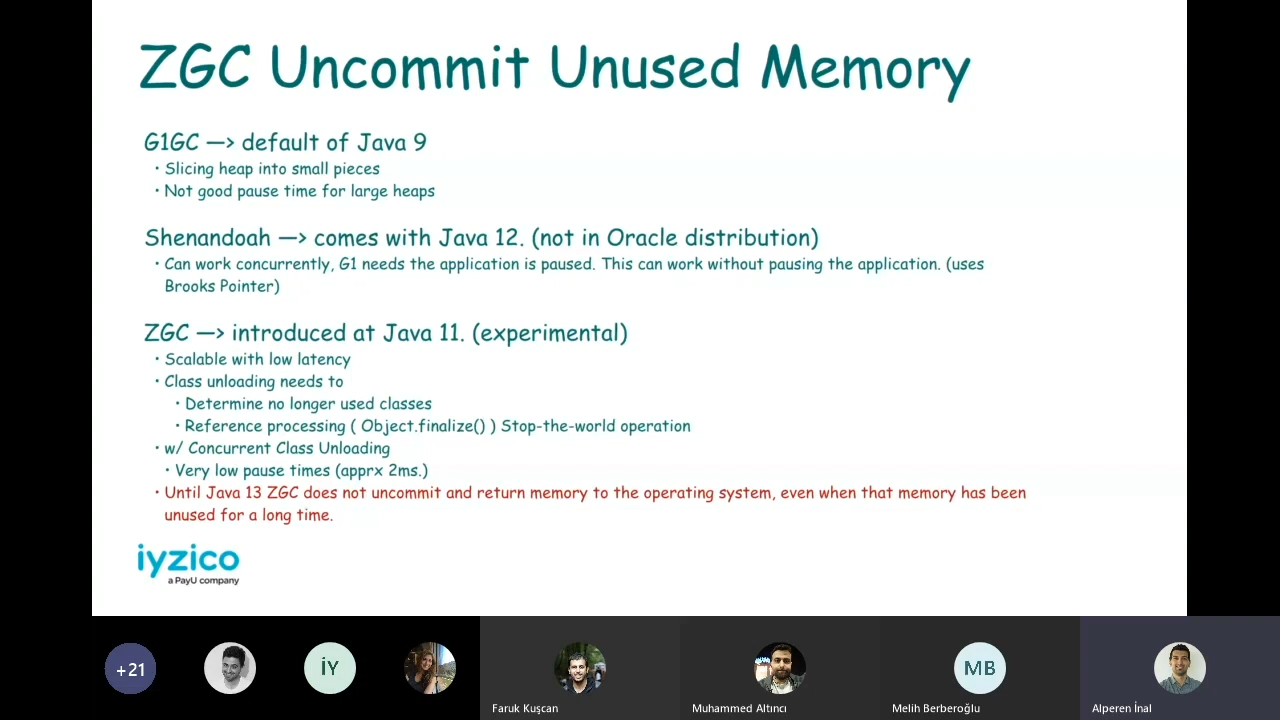 ZGC Uncommit Unused Memory
G1GC —> default of Java 9
• Slicing heap into small pieces
• Not good pause time for large heaps
Shenandoah —> comes with Java 12. (not in Oracle distribution)
• Can work concurrently, G1 needs the application is paused. This can work without pausing the application. (uses
Brooks Pointer)
ZGC —> introduced at Java 11. (experimental)
• Scalable with low latency
• Class unloading needs to
• Determine no longer used classes
• Reference processing ( Object.finalize() ) Stop-the-world operation
• w/ Concurrent Class Unloading
• Very low pause times (apprx 2ms.)
• Until Java 13 ZGC does not uncommit and return memory to the operating system, even when that memory has been
unused for a long time.
iyzico
a PayU company
+21
İY
MB
Faruk Kuşcan
Muhammed Altıncı
Melih Berberoğlu
Alperen İnal